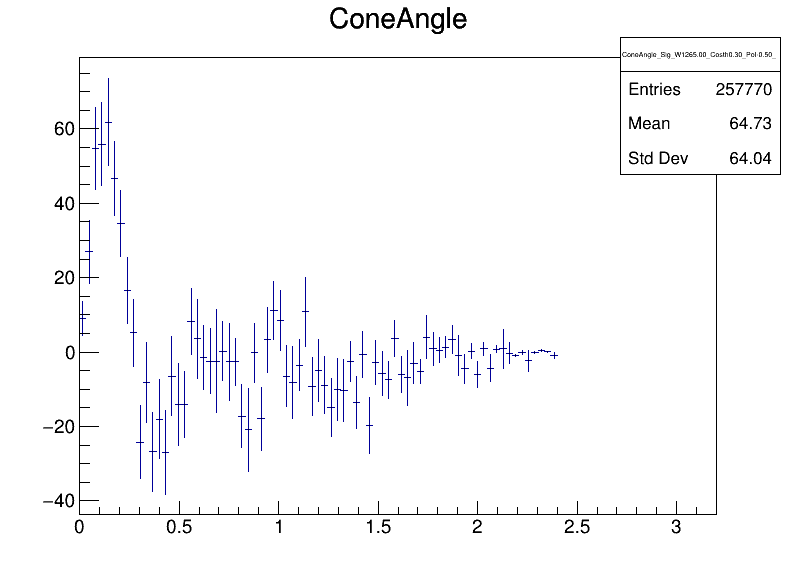 ConeAngle
ConeAngle_Sig_W1265.00_Costh0.30_Pol-0.50_
Entries 257770
Mean 64.73
Std Dev 64.04
60
40
20
0
−20
−40
0 0.5 1 1.5 2 2.5 3